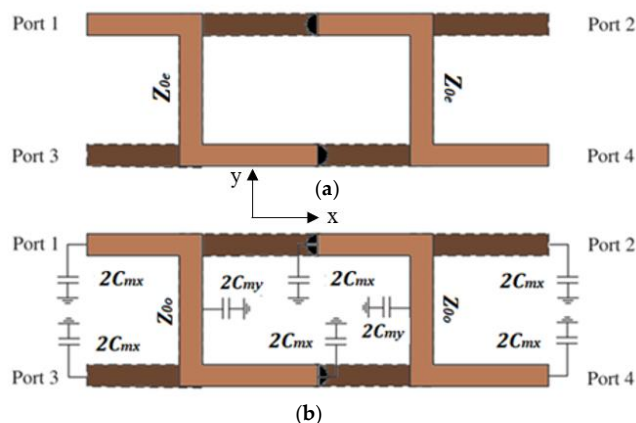 Port 1
Port 2
Z0e
Z0e
Port 3
Port 4
y
(a)
x
Port 1
Port 2
2Cmx
2Cmy
2Cmx
2Cmx
Z0o
Z0o
2Cmx
2Cmx
2Cmy
2Cmx
Port 3
Port 4
(b)